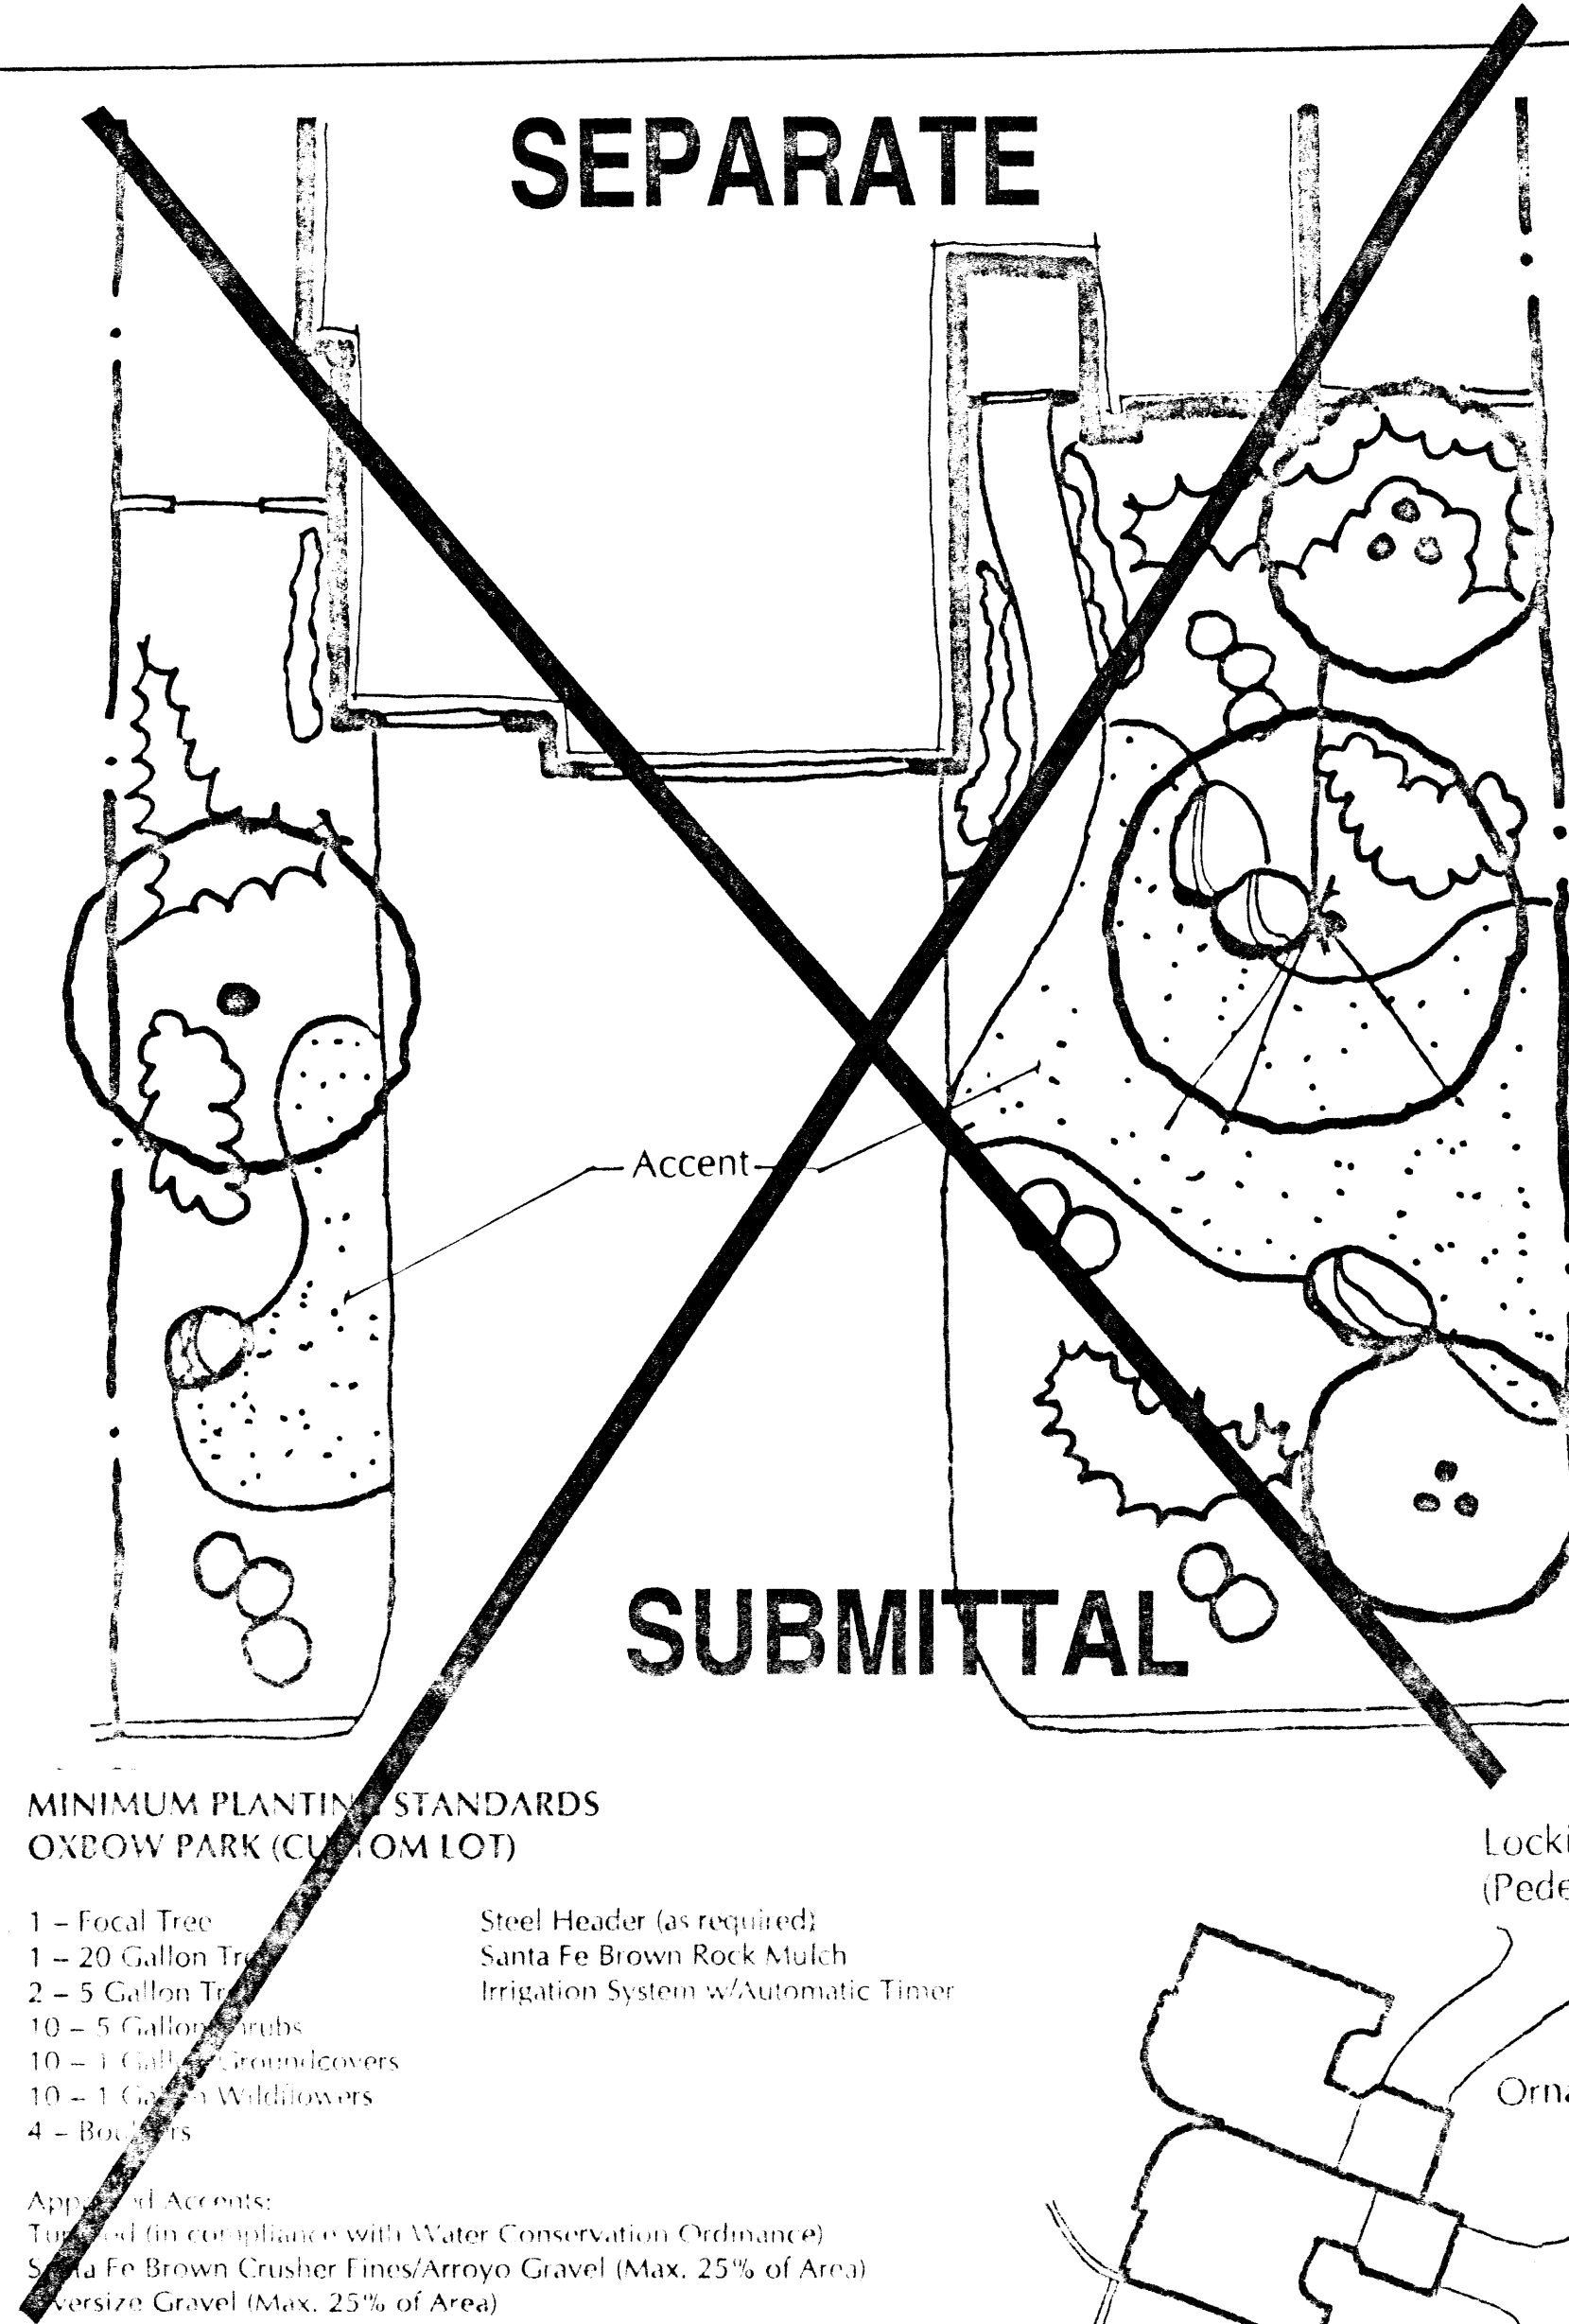 SEPARATE
Accent
SUBMITTAL
MINIMUM PLANTING STANDARDS
OXBOW PARK (CUSTOM LOT)
1 – Focal Tree
1 – 20 Gallon Tree
2 – 5 Gallon
10 – 5 Gallon Shrubs
10 – 1 Gallon Groundcovers
10 – 1 Gallon Wildflowers
4 – Boulders
Steel Header (as required)
Santa Fe Brown Rock Mulch
Irrigation System w/Automatic Timer
Approved Accents:
(in compliance with Water Conservation Ordinance)
Santa Fe Brown Crusher Fines/Arroyo Gravel (Max. 25% of Area)
Oversize Gravel (Max. 25% of Area)
Locki
(Pede
Orna